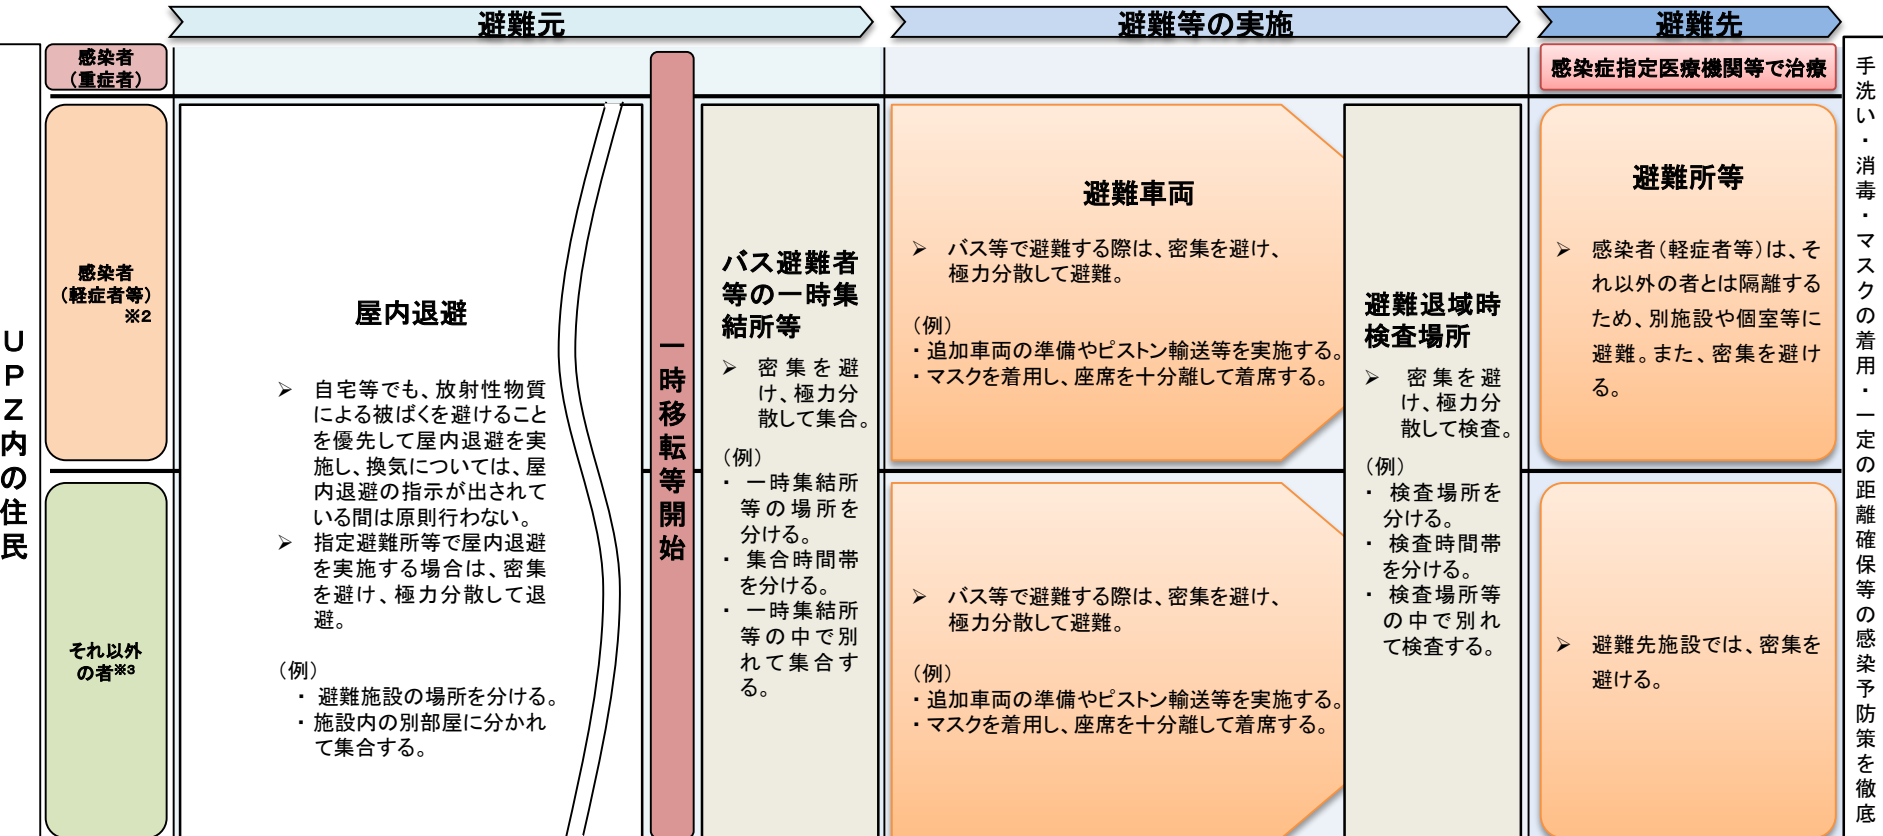 避難元
避難等の実施
避難先
UPZ内の住民
感染者
（重症者）
感染症指定医療機関等で治療
感染者
（軽症者等）
※2
それ以外
の者※3
屋内退避
➢ 自宅等でも、放射性物質
による被ばくを避けること
を優先して屋内退避を実
施し、換気については、屋
内退避の指示が出されて
いる間は原則行わない。
➢ 指定避難所等で屋内退避
を実施する場合は、密集
を避け、極力分散して退
避。
（例）
・ 避難施設の場所を分ける。
・施設内の別部屋に分かれ
て集合する。
一時移転等開始
バス避難者
等の一時集
結所等
➢ 密集を避
け、極力分
散して集合。
（例）
・ 一時集結所
等の場所を
分ける。
・ 集合時間帯
を分ける。
・ 一時集結所
等の中で別
れて集合す
る。
避難車両
➢ バス等で避難する際は、密集を避け、
極力分散して避難。
（例）
・追加車両の準備やピストン輸送等を実施する。
・マスクを着用し、座席を十分離して着席する。
➢ バス等で避難する際は、密集を避け、
極力分散して避難。
（例）
・追加車両の準備やピストン輸送等を実施する。
・マスクを着用し、座席を十分離して着席する。
避難退域時
検査場所
➢ 密集を避
け、極力分
散して検査。
（例）
・ 検査場所を
分ける。
・ 検査時間帯
を分ける。
・ 検査場所等
の中で別れ
て検査する。
避難所等
➢ 感染者（軽症者等）は、そ
れ以外の者とは隔離する
ため、別施設や個室等に
避難。また、密集を避け
る。
➢ 避難先施設では、密集を
避ける。
手洗い・消毒・マスクの着用・一定の距離確保等の感染予防策を徹底